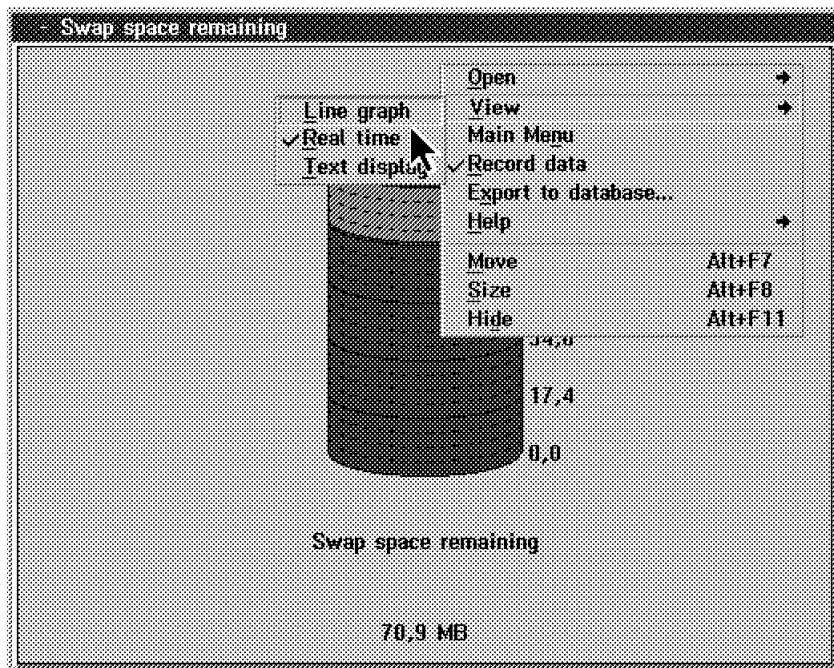 Swap space remaining
Open
View
Main Menu
Record data
Export to database...
Help
Move Alt+F7
Size Alt+F8
Hide Alt+F11
Line graph
Real time
Text display
34,8
17,4
0,0
Swap space remaining
70,9 MB